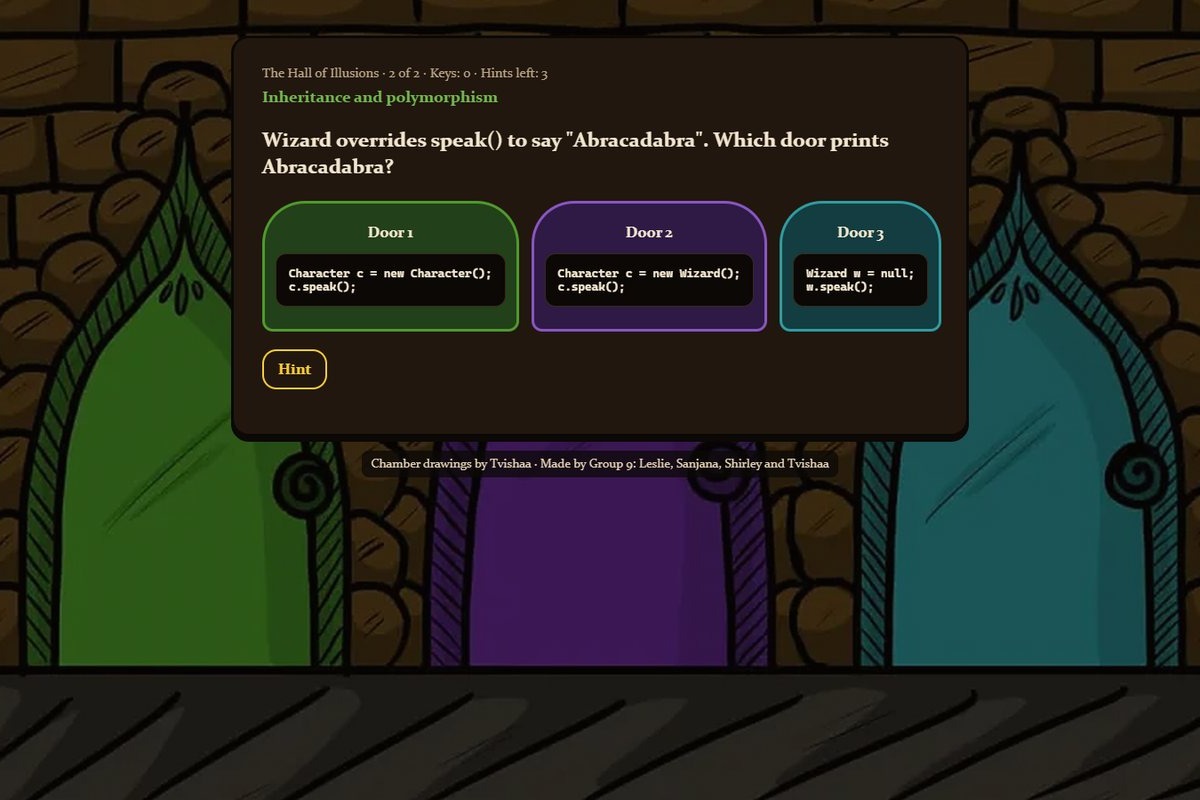 The Hall of Illusions · 2 of 2 · Keys: 0 · Hints left: 3
Inheritance and polymorphism
Wizard overrides speak() to say "Abracadabra". Which door prints
Abracadabra?
Door 1
Character c = new Character();
c.speak();
Door 2
Character c = new Wizard();
c.speak();
Door 3
Wizard w = null;
w.speak();
Hint
Chamber drawings by Tvishaa · Made by Group 9: Leslie, Sanjana, Shirley and Tvishaa